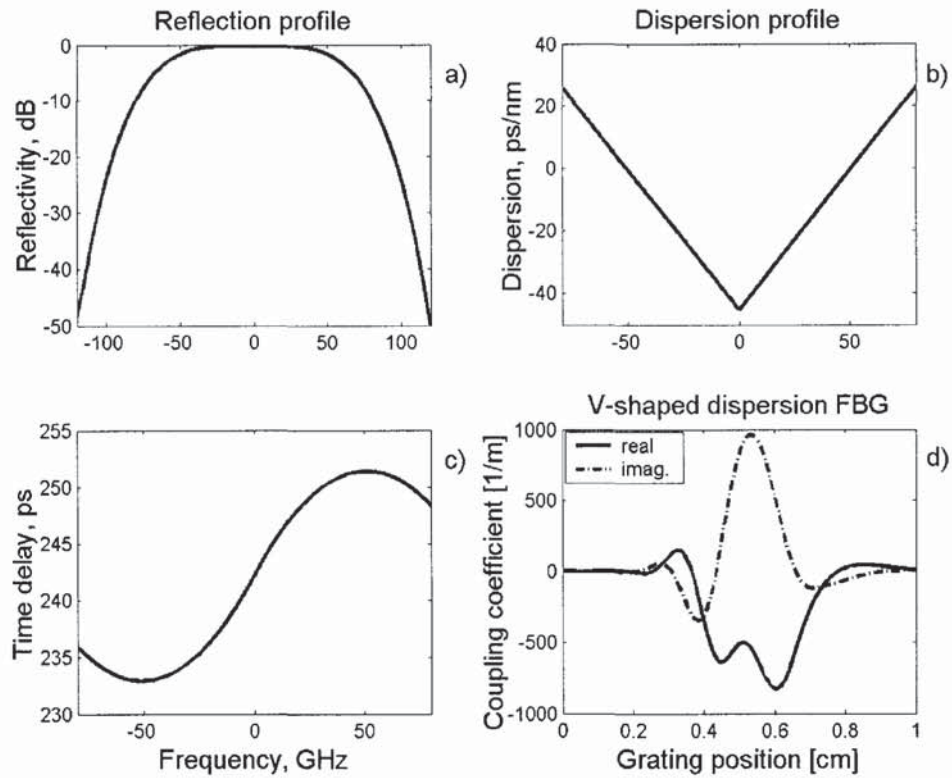 Reflection profile
0
-10
-20
-30
-40
-50
Reflectivity, dB
-100
-50
0
50
100
a)
Dispersion profile
40
20
0
-20
-40
Dispersion, ps/nm
-50
0
50
b)
255
250
245
240
235
230
Time delay, ps
-50
0
50
Frequency, GHz
c)
V-shaped dispersion FBG
1000
500
0
-500
-1000
Coupling coefficient [1/m]
real
imag.
0
0.2
0.4
0.6
0.8
1
Grating position [cm]
d)